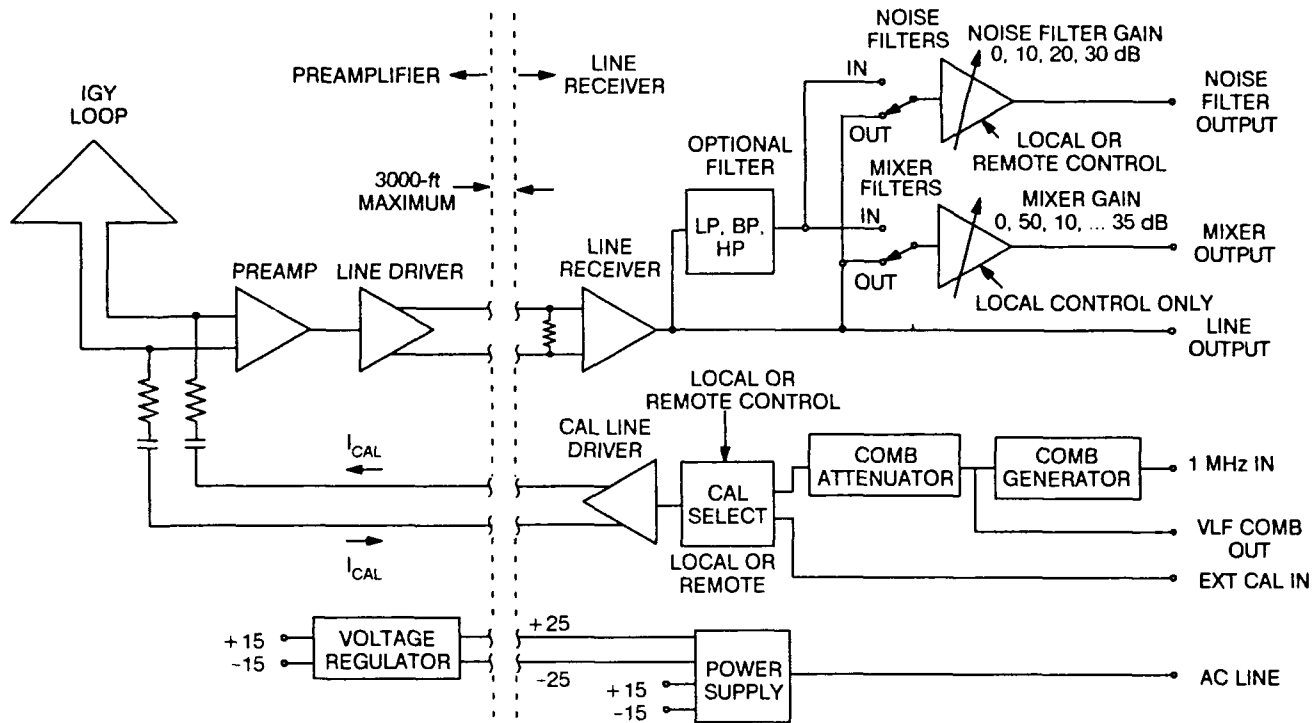 NOISE
FILTERS
NOISE FILTER GAIN
0, 10, 20, 30 dB
PREAMPLIFIER
LINE
RECEIVER
IN
NOISE
FILTER
OUTPUT
IGY
LOOP
OUT
LOCAL OR
REMOTE CONTROL
OPTIONAL
FILTER
MIXER
FILTERS
MIXER GAIN
0, 50, 10, ... 35 dB
3000-ft
MAXIMUM
IN
LP, BP,
HP
MIXER
OUTPUT
OUT
PREAMP
LINE DRIVER
LINE
RECEIVER
LOCAL CONTROL ONLY
LINE
OUTPUT
LOCAL OR
REMOTE CONTROL
CAL LINE
DRIVER
ICAL
CAL
SELECT
COMB
ATTENUATOR
COMB
GENERATOR
1 MHz IN
VLF COMB
OUT
ICAL
LOCAL OR
REMOTE
EXT CAL IN
+15
-15
VOLTAGE
REGULATOR
+25
-25
+15
-15
POWER
SUPPLY
AC LINE